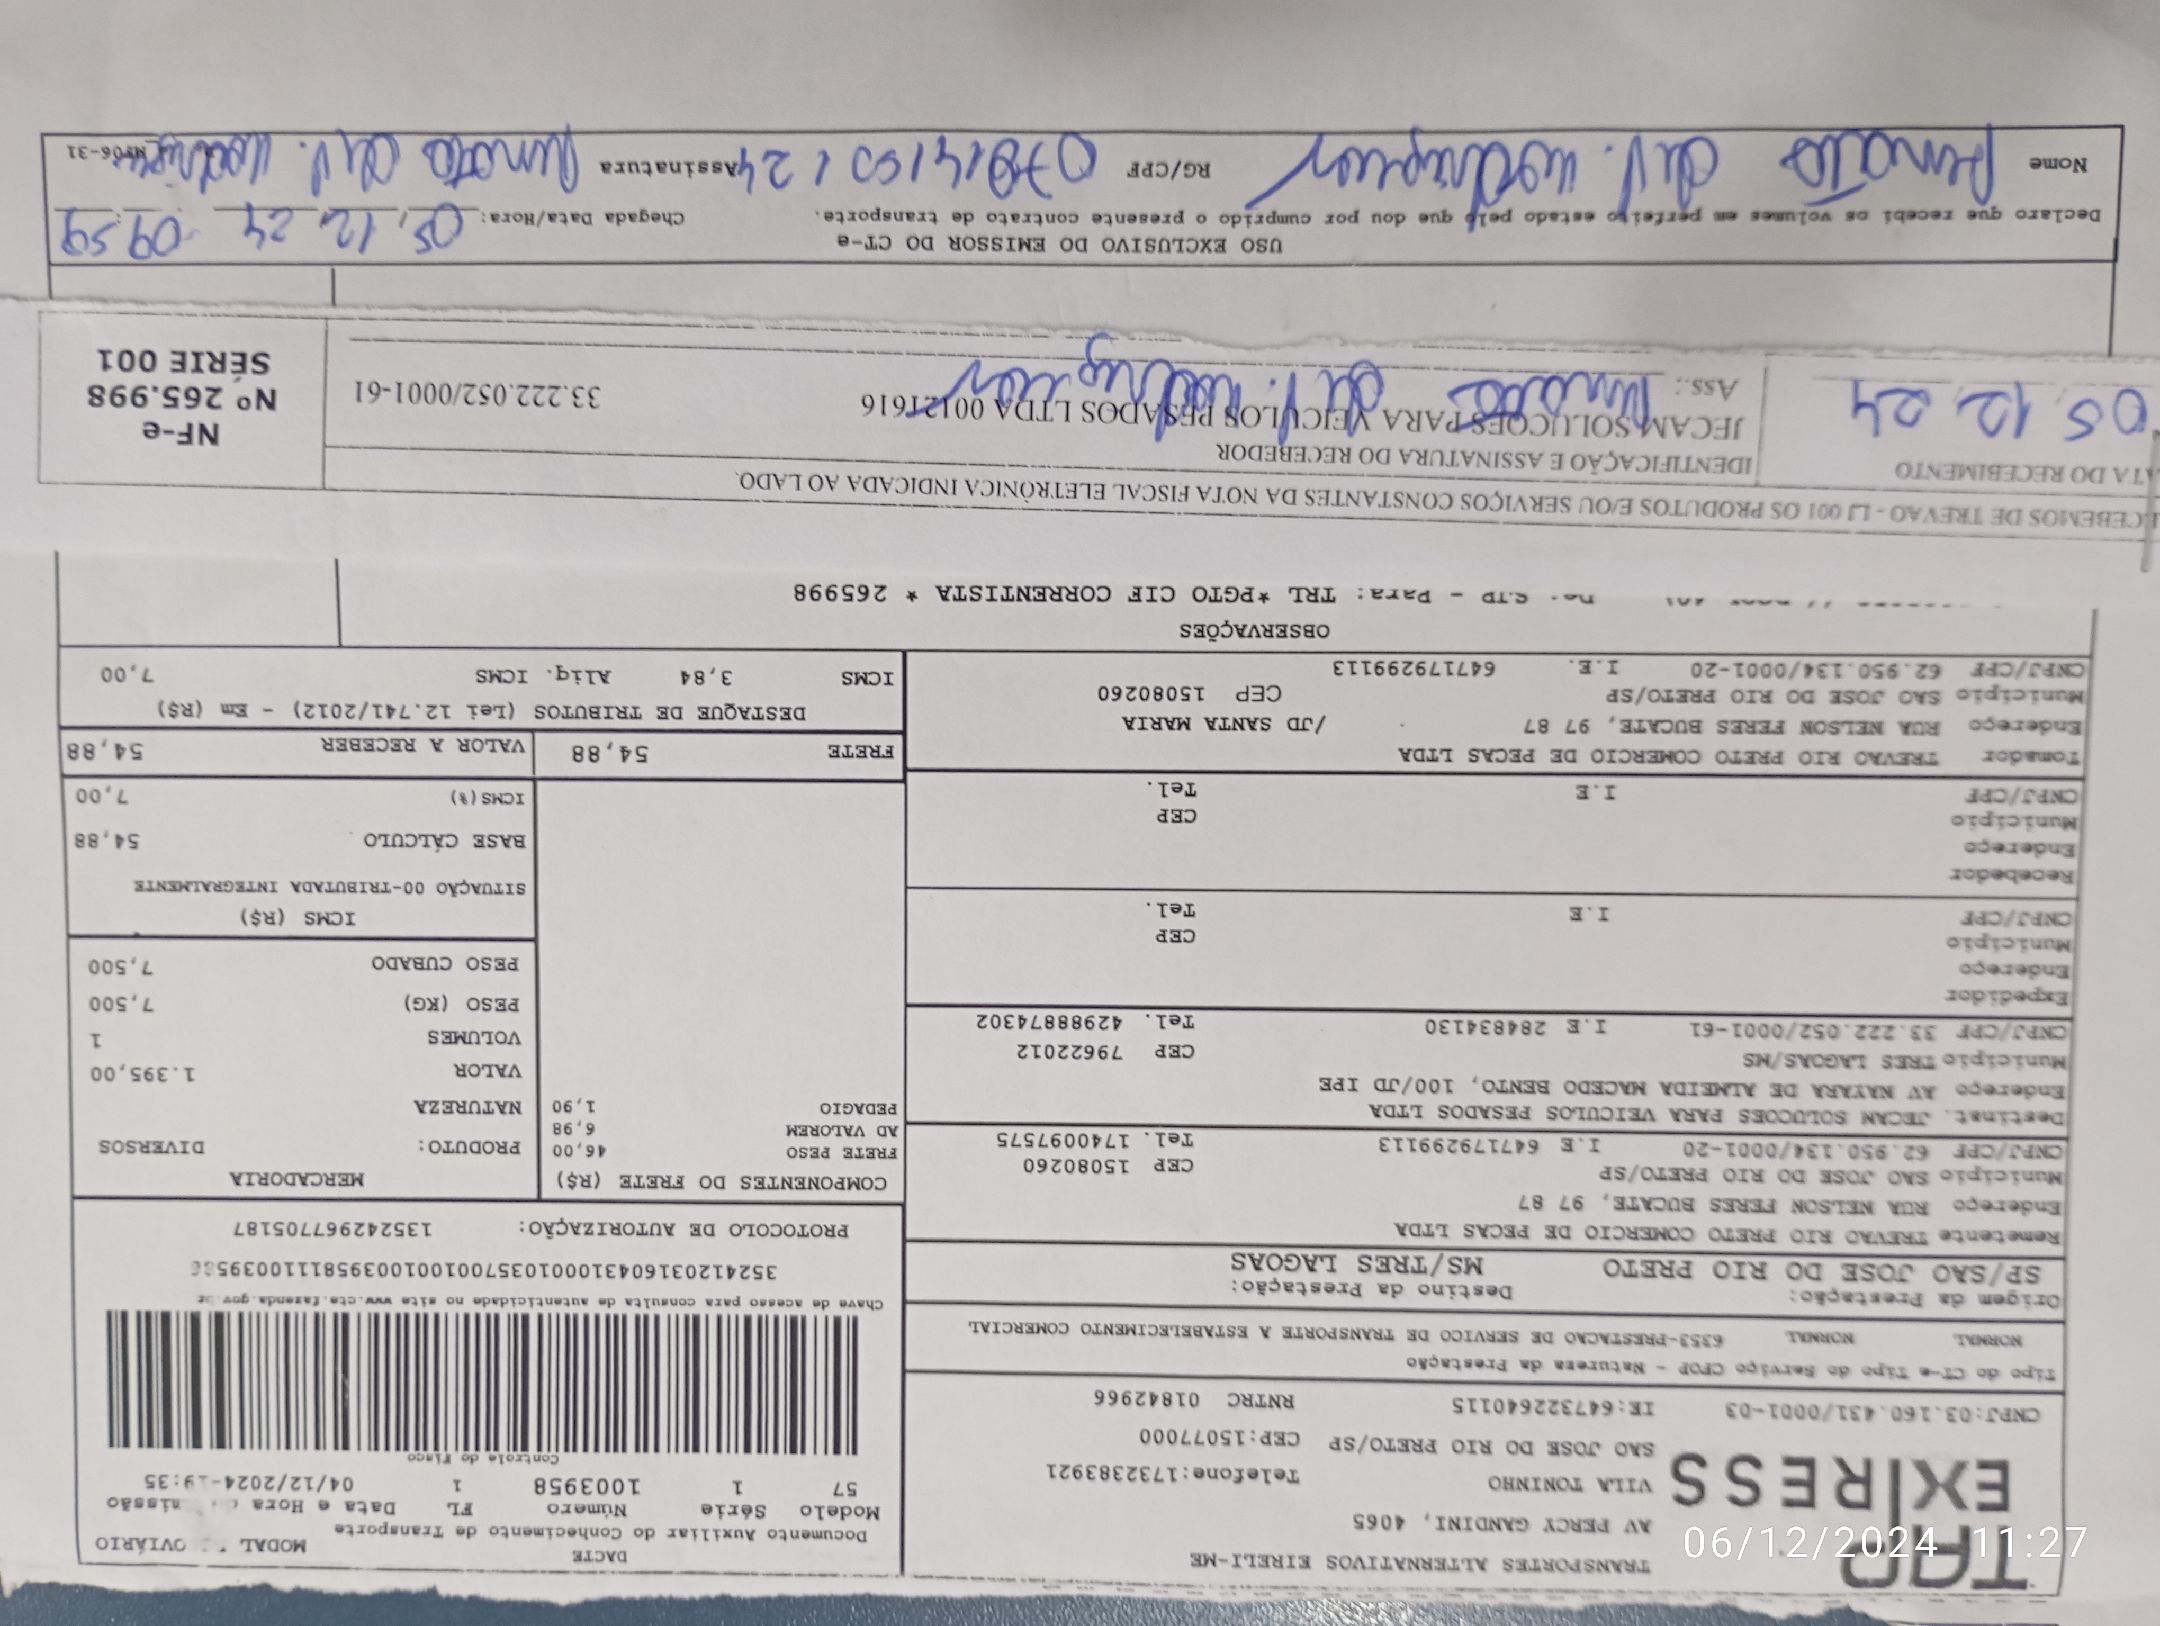 TRANSPORTES ALTERNATIVOS EIRELI-ME
AV PERCY GANDINI, 4065
VILA TONINHO Telefone:1732383921
SAO JOSE DO RIO PRETO/SP CEP:15077000
CNPJ:03.160.431/0001-03 IE:647322640115 RNTRC 01842966
Tipo do CT-e Tipo do Serviço CFOP - Natureza da Prestação
NORMAL NORMAL 6353-PRESTACAO DE SERVICO DE TRANSPORTE A ESTABELECIMENTO COMERCIAL
Origem da Prestação: Destino da Prestação:
SP/SAO JOSE DO RIO PRETO MS/TRES LAGOAS
Remetente TREVAO RIO PRETO COMERCIO DE PECAS LTDA
Endereço RUA NELSON FERES BUCATE, 97 87
Município SAO JOSE DO RIO PRETO/SP CEP 15080260
CNPJ/CPF 62.950.134/0001-20 I.E 647179299113 Tel. 1740097575
Destinat. JECAM SOLUCOES PARA VEICULOS PESADOS LTDA
Endereço AV NAYARA DE ALMEIDA MACEDO BENTO, 100/JD IPE
Município TRES LAGOAS/MS CEP 79622012
CNPJ/CPF 33.222.052/0001-61 I.E 284834130 Tel. 4298874302
Expedidor
Endereço
Município CEP
CNPJ/CPF I.E Tel.
Recebedor
Endereço
Município CEP
CNPJ/CPF I.E Tel.
Tomador TREVAO RIO PRETO COMERCIO DE PECAS LTDA
Endereço RUA NELSON FERES BUCATE, 97 87 /JD SANTA MARIA
Município SAO JOSE DO RIO PRETO/SP CEP 15080260
CNPJ/CPF 62.950.134/0001-20 I.E. 647179299113
DACTE
Documento Auxiliar do Conhecimento de Transporte
MODAL OVIÁRIO
Modelo Série Número FL Data e Hora
57 1 1003958 1 04/12/2024
Controle do Fisco
Chave de acesso para consulta de autenticidade no site www.cte.fazenda.gov.br
PROTOCOLO DE AUTORIZAÇÃO: 135242967705187
COMPONENTES DO FRETE (R$)
FRETE PESO 46,00
AD VALOREM 6,98
PEDAGIO 1,90
MERCADORIA
PRODUTO: DIVERSOS
NATUREZA
VALOR 1.395,00
VOLUMES 1
PESO (KG) 7,500
PESO CUBADO 7,500
ICMS (R$)
SITUAÇÃO 00-TRIBUTADA INTEGRALMENTE
BASE CÁLCULO 54,88
ICMS(%) 7,00
FRETE 54,88 VALOR A RECEBER 54,88
DESTAQUE DE TRIBUTOS (Lei 12.741/2012) - Em (R$)
ICMS 3,84 Aliq. ICMS 7,00
OBSERVAÇÕES
Para: TRL *PGTO CIF CORRENTISTA * 265998
CEBEMOS DE TREVAO - LJ 001 OS PRODUTOS E/OU SERVIÇOS CONSTANTES DA NOTA FISCAL ELETRÔNICA INDICADA AO LADO.
ATA DO RECEBIMENTO IDENTIFICAÇÃO E ASSINATURA DO RECEBEDOR
JECAM SOLUCOES PARA VEICULOS PESADOS LTDA 00121616 33.222.052/0001-61
05, 12, 24 Ass.:
NF-e
Nº 265.998
SÉRIE 001
USO EXCLUSIVO DO EMISSOR DO CT-e
Declaro que recebi os volumes em perfeito estado pelo que dou por cumprido o presente contrato de transporte. Chegada Data/Hora: 05, 12, 24 09:59
Nome RG/CPF Assinatura
06/12/2024 11:27
TAP
EXPRESS